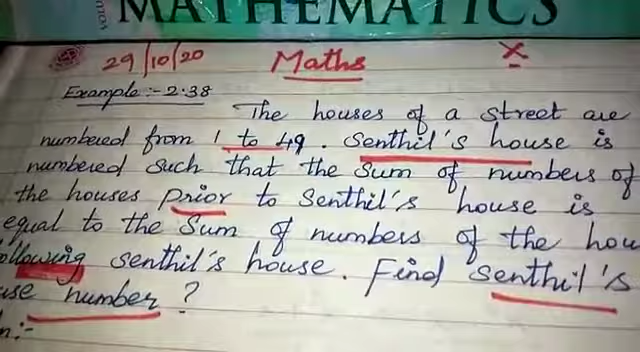 MATHEMATICS
29/10/20 Maths X
Example:- 2.38
The houses of a street are
numbered from 1 to 49. Senthil's house is
numbered such that the sum of numbers of
the houses prior to Senthil's house is
equal to the sum of numbers of the hou
ollowing senthil's house. Find senthil's
use number?
n:-